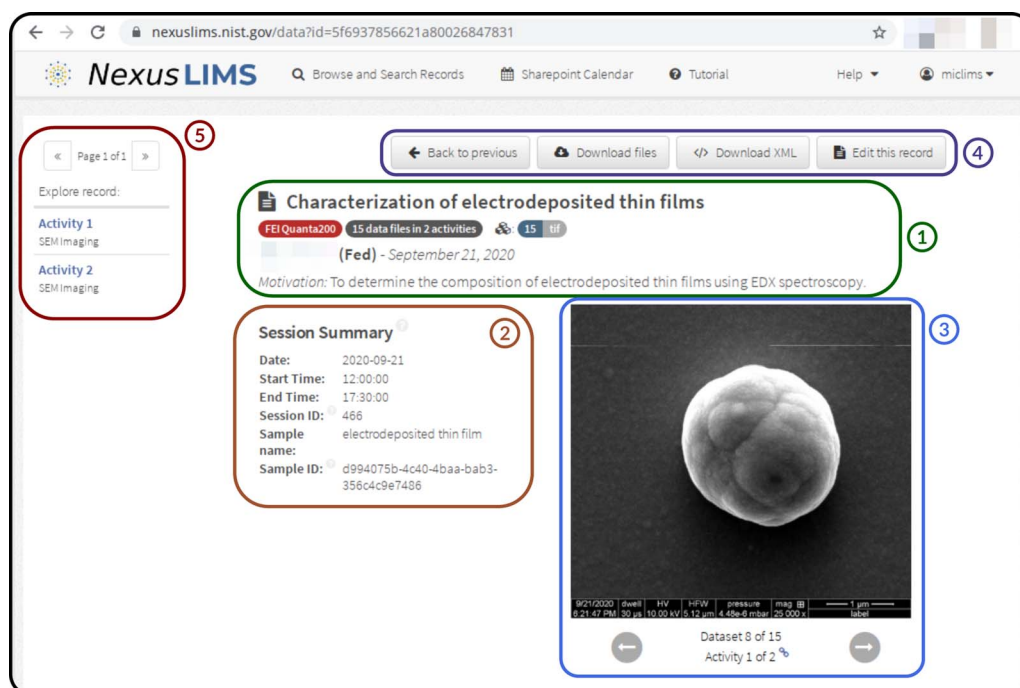 nexuslims.nist.gov/data?id=5f6937856621a80026847831
NexusLIMS Browse and Search Records Sharepoint Calendar Tutorial Help miclims
5
« Page 1 of 1 »
Explore record:
Activity 1
SEM Imaging
Activity 2
SEM Imaging
Back to previous Download files </> Download XML Edit this record 4
Characterization of electrodeposited thin films
FEI Quanta200 15 data files in 2 activities : 15 tif
1
(Fed) - September 21, 2020
Motivation: To determine the composition of electrodeposited thin films using EDX spectroscopy.
Session Summary ?
2
Date: 2020-09-21
Start Time: 12:00:00
End Time: 17:30:00
Session ID: ? 466
Sample name: electrodeposited thin film
Sample ID: ? d994075b-4c40-4baa-bab3-
356c4c9e7486
3
9/21/2020 dwell HV HFW pressure mag 1 µm
6:21:47 PM 30 µs 10.00 kV 5.12 µm 4.48e-6 mbar 25 000 x label
Dataset 8 of 15
Activity 1 of 2